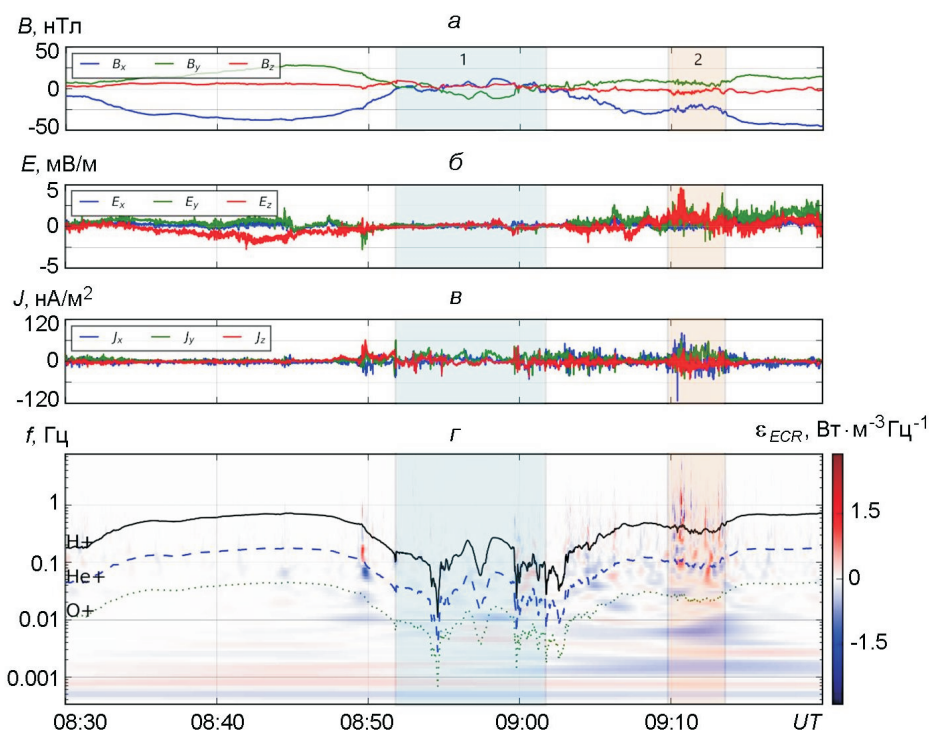 B, нТл
а
50
0
-50
Bx By Bz
1
2
E, мВ/м
б
5
0
-5
Ex Ey Ez
J, нА/м²
в
120
0
-120
Jx Jy Jz
f, Гц
г
εECR, Вт·м⁻³Гц⁻¹
1
0.1
0.01
0.001
H+
He+
O+
1.5
0
-1.5
08:30 08:40 08:50 09:00 09:10 UT